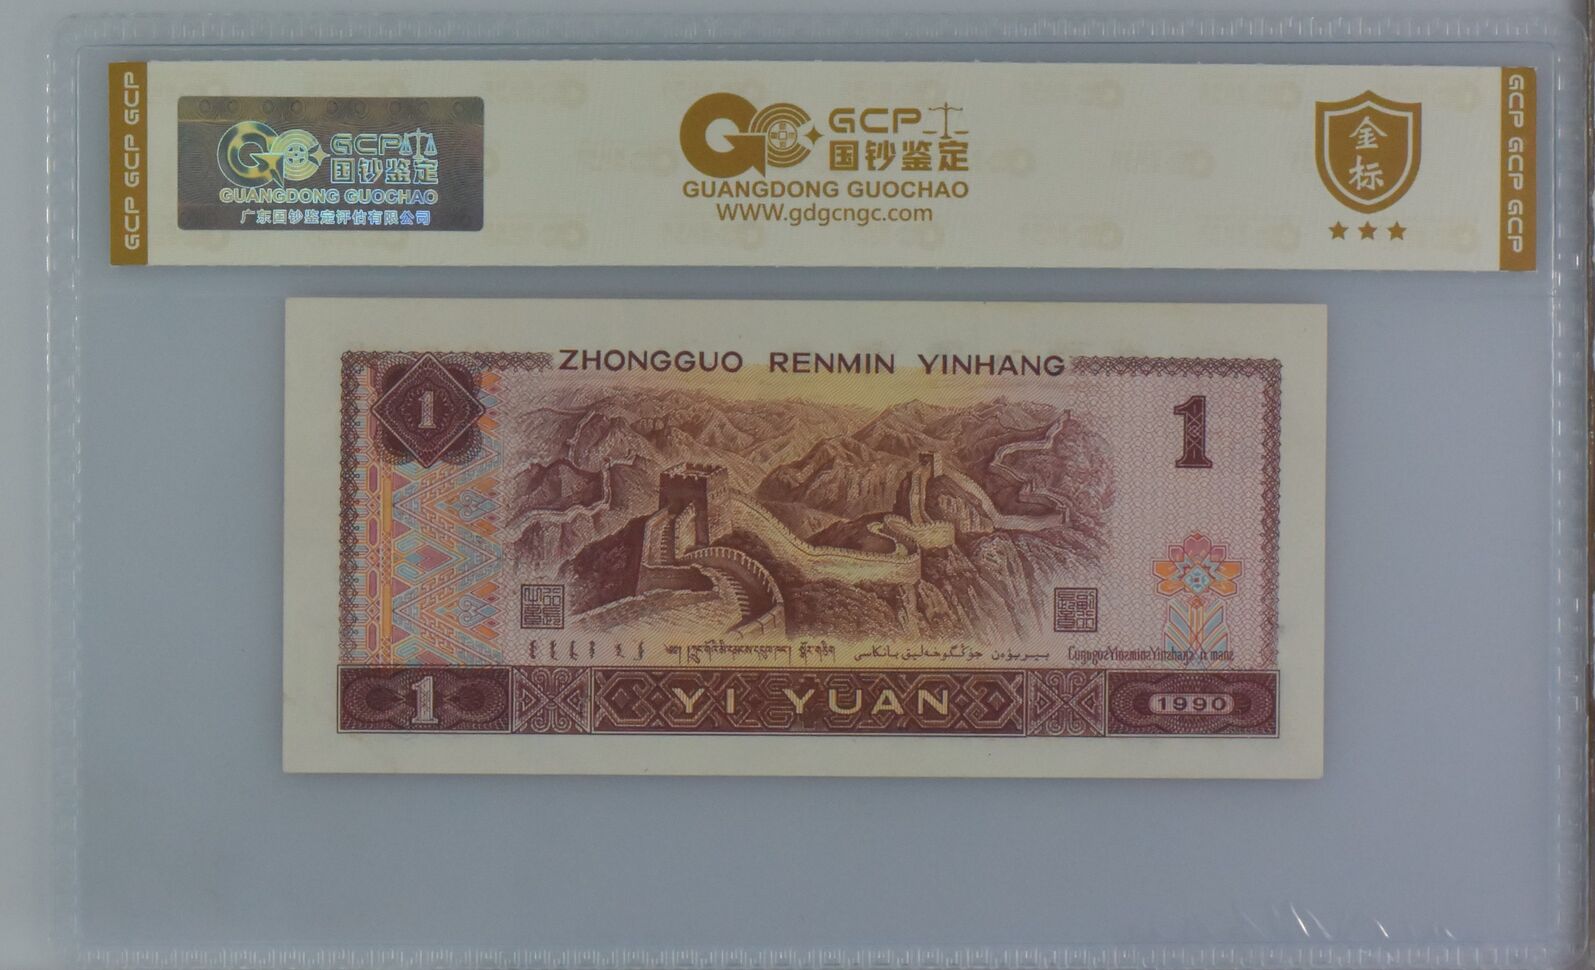 GCP GCP GCP
GCP
国钞鉴定
GUANGDONG GUOCHAO
广东国钞鉴定评估有限公司
GCP
国钞鉴定
GUANGDONG GUOCHAO
WWW.gdgcngc.com
金标
GCP GCP GCP
ZHONGGUO RENMIN YINHANG
1
1
1
YI YUAN
1990